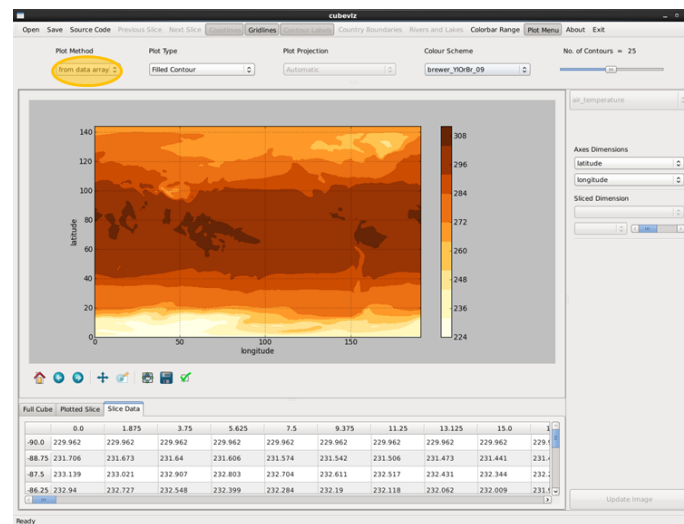 cubeviz
Open Save Source Code Previous Slice Next Slice Coastlines Gridlines Contour Labels Country Boundaries Rivers and Lakes Colorbar Range Plot Menu About Exit
Plot Method Plot Type Plot Projection Colour Scheme No. of Contours = 25
from data array Filled Contour Automatic brewer_YlOrBr_09
air_temperature
Axes Dimensions
latitude
longitude
Sliced Dimension
140
120
100
80
60
40
20
0
latitude
0 50 100 150
longitude
308
296
284
272
260
248
236
224
Full Cube Plotted Slice Slice Data
0.0 1.875 3.75 5.625 7.5 9.375 11.25 13.125 15.0
-90.0 229.962 229.962 229.962 229.962 229.962 229.962 229.962 229.962 229.962
-88.75 231.706 231.673 231.64 231.606 231.574 231.542 231.506 231.473 231.441
-87.5 233.139 233.021 232.907 232.803 232.704 232.611 232.517 232.431 232.344
-86.25 232.94 232.727 232.548 232.399 232.284 232.19 232.118 232.062 232.009
Update Image
Ready